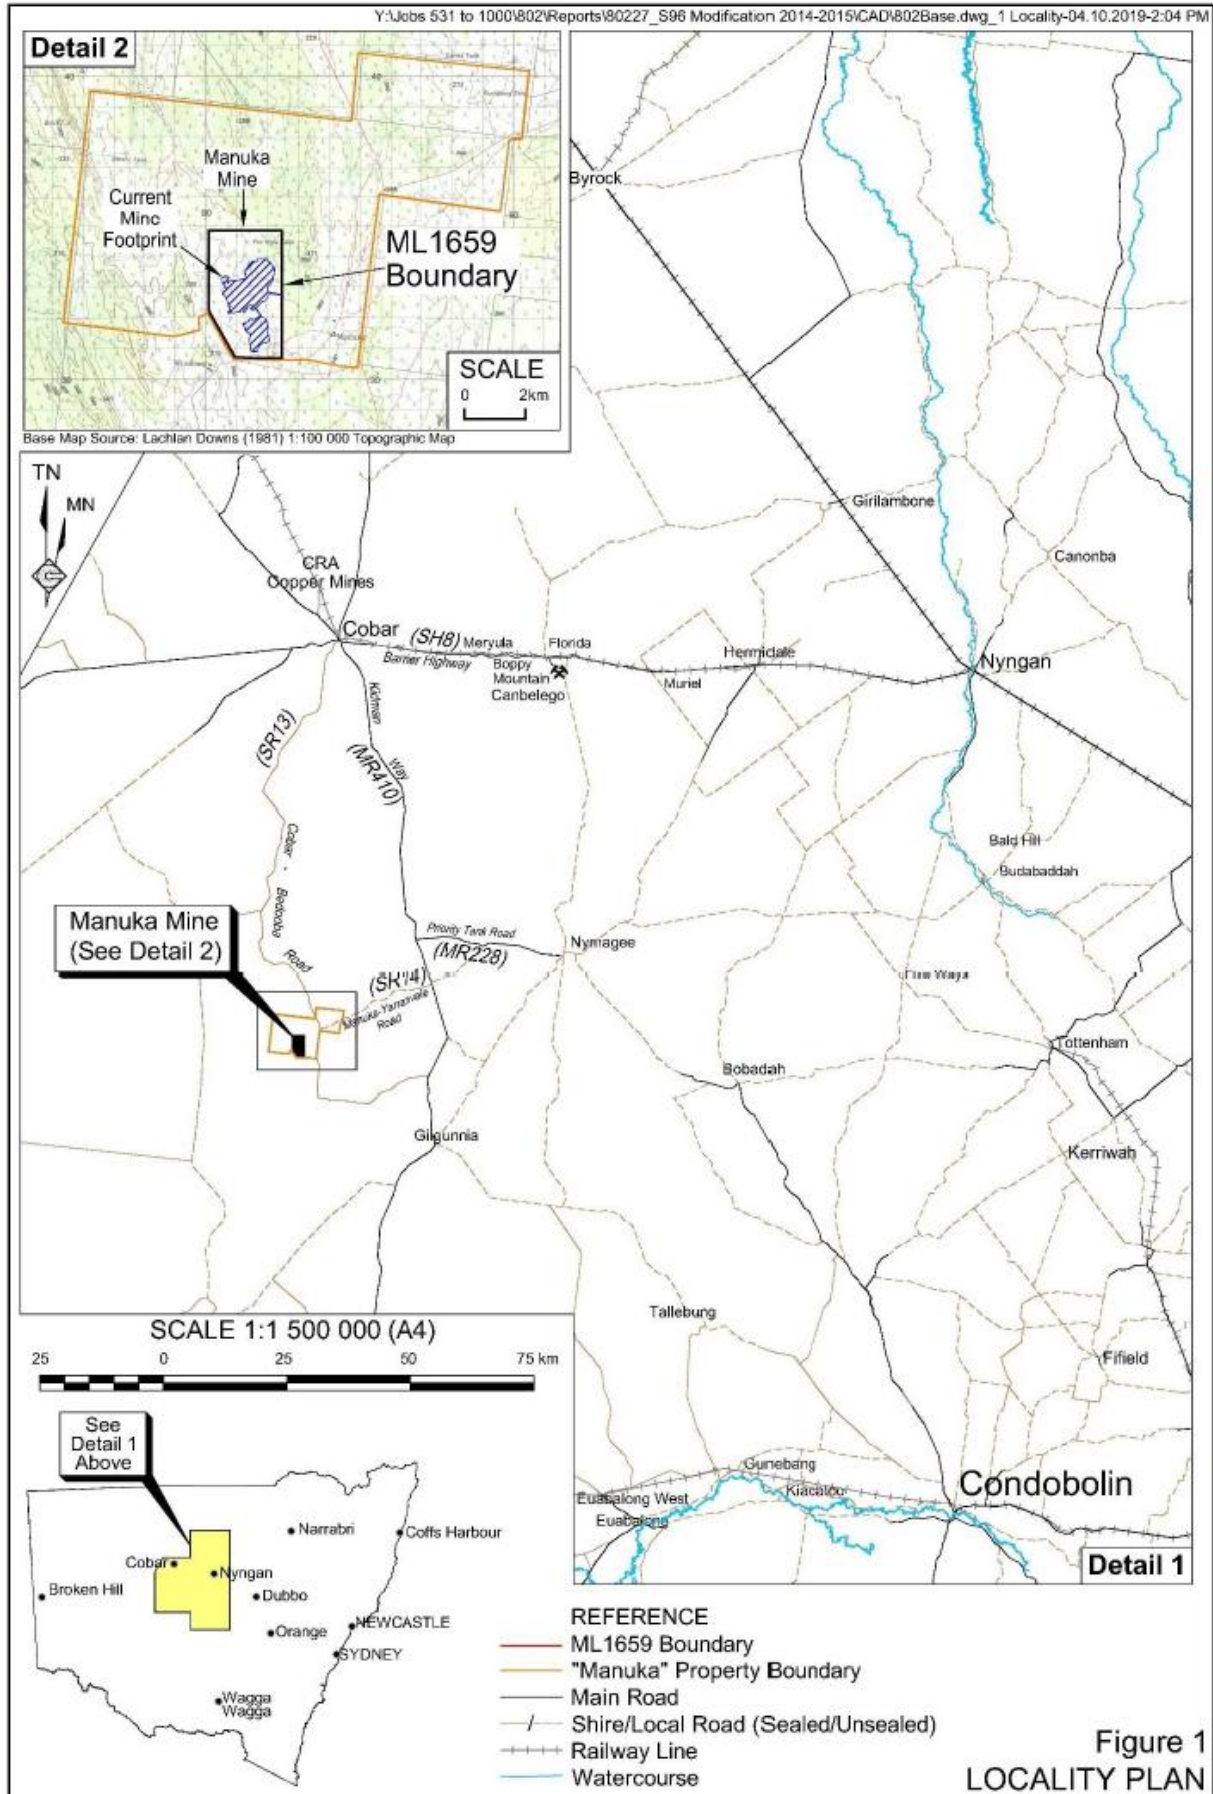 Y:\Jobs 531 to 1000\802\Reports\80227_S96 Modification 2014-2015\CAD\802Base.dwg_1 Locality-04.10.2019-2:04 PM
Detail 2
Manuka
Mine
Current
Mine
Footprint
ML1659
Boundary
SCALE
0 2km
Base Map Source: Lachlan Downs (1981) 1:100 000 Topographic Map
Byrock
TN
MN
Girilambone
Canonba
CRA
Copper Mines
Cobar
(SH8)
Barrier Highway
Meryula
Florida
Boppy
Mountain
Canbelego
Hermidale
Muriel
Nyngan
Kidman
Way
(MR410)
(SR13)
Cobar -
Bedooba
Road
Bald Hill
Budabaddah
Manuka Mine
(See Detail 2)
Priority Tank Road
(MR228)
Nymagee
(SR14)
Road
Tottenham
Bobadah
Gilgunnia
Kerriwah
Tallebung
Fifield
SCALE 1:1 500 000 (A4)
25 0 25 50 75 km
Gunebang
Euabalong West
Euabalong
Condobolin
Detail 1
See
Detail 1
Above
Narrabri
Coffs Harbour
Cobar
Nyngan
Broken Hill
Dubbo
Orange
NEWCASTLE
SYDNEY
Wagga
Wagga
REFERENCE
ML1659 Boundary
"Manuka" Property Boundary
Main Road
Shire/Local Road (Sealed/Unsealed)
Railway Line
Watercourse
Figure 1
LOCALITY PLAN